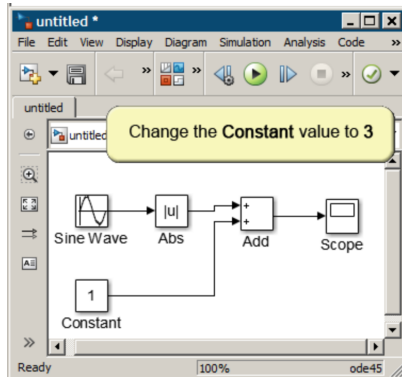 untitled *
File Edit View Display Diagram Simulation Analysis Code »
» »  »
untitled
untitled
Change the Constant value to 3
|u|
+
+
Sine Wave Abs Add Scope
1
Constant
»
Ready 100% ode45